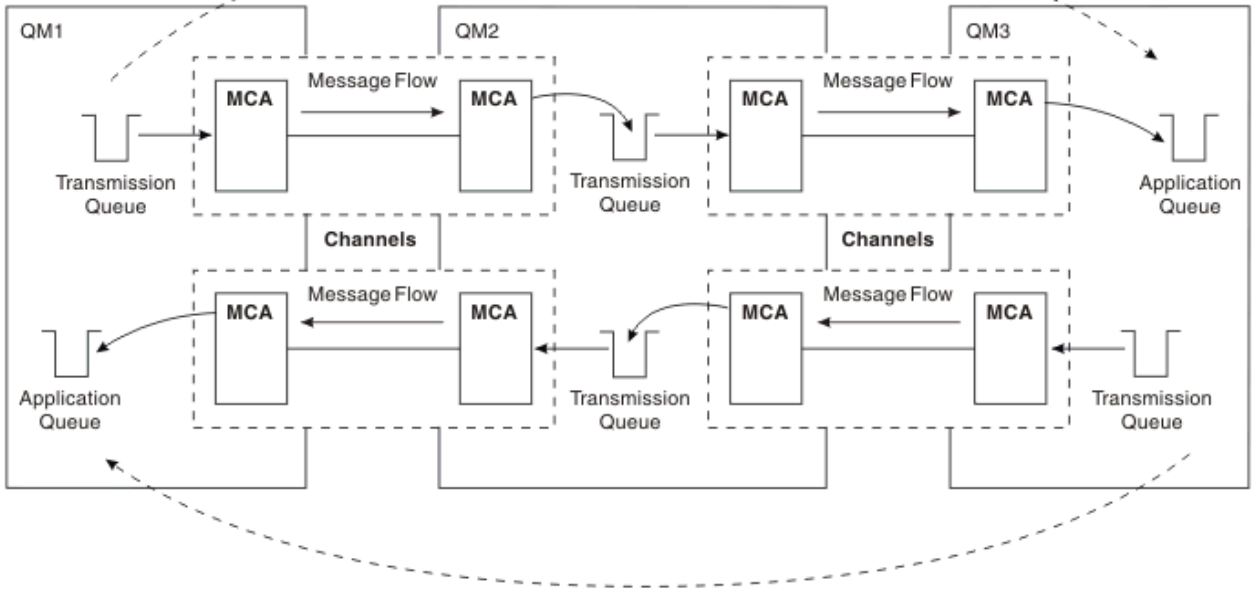 QM1
QM2
QM3
MCA
Message Flow
MCA
MCA
Message Flow
MCA
Transmission
Queue
Transmission
Queue
Application
Queue
Channels
Channels
MCA
Message Flow
MCA
MCA
Message Flow
MCA
Application
Queue
Transmission
Queue
Transmission
Queue